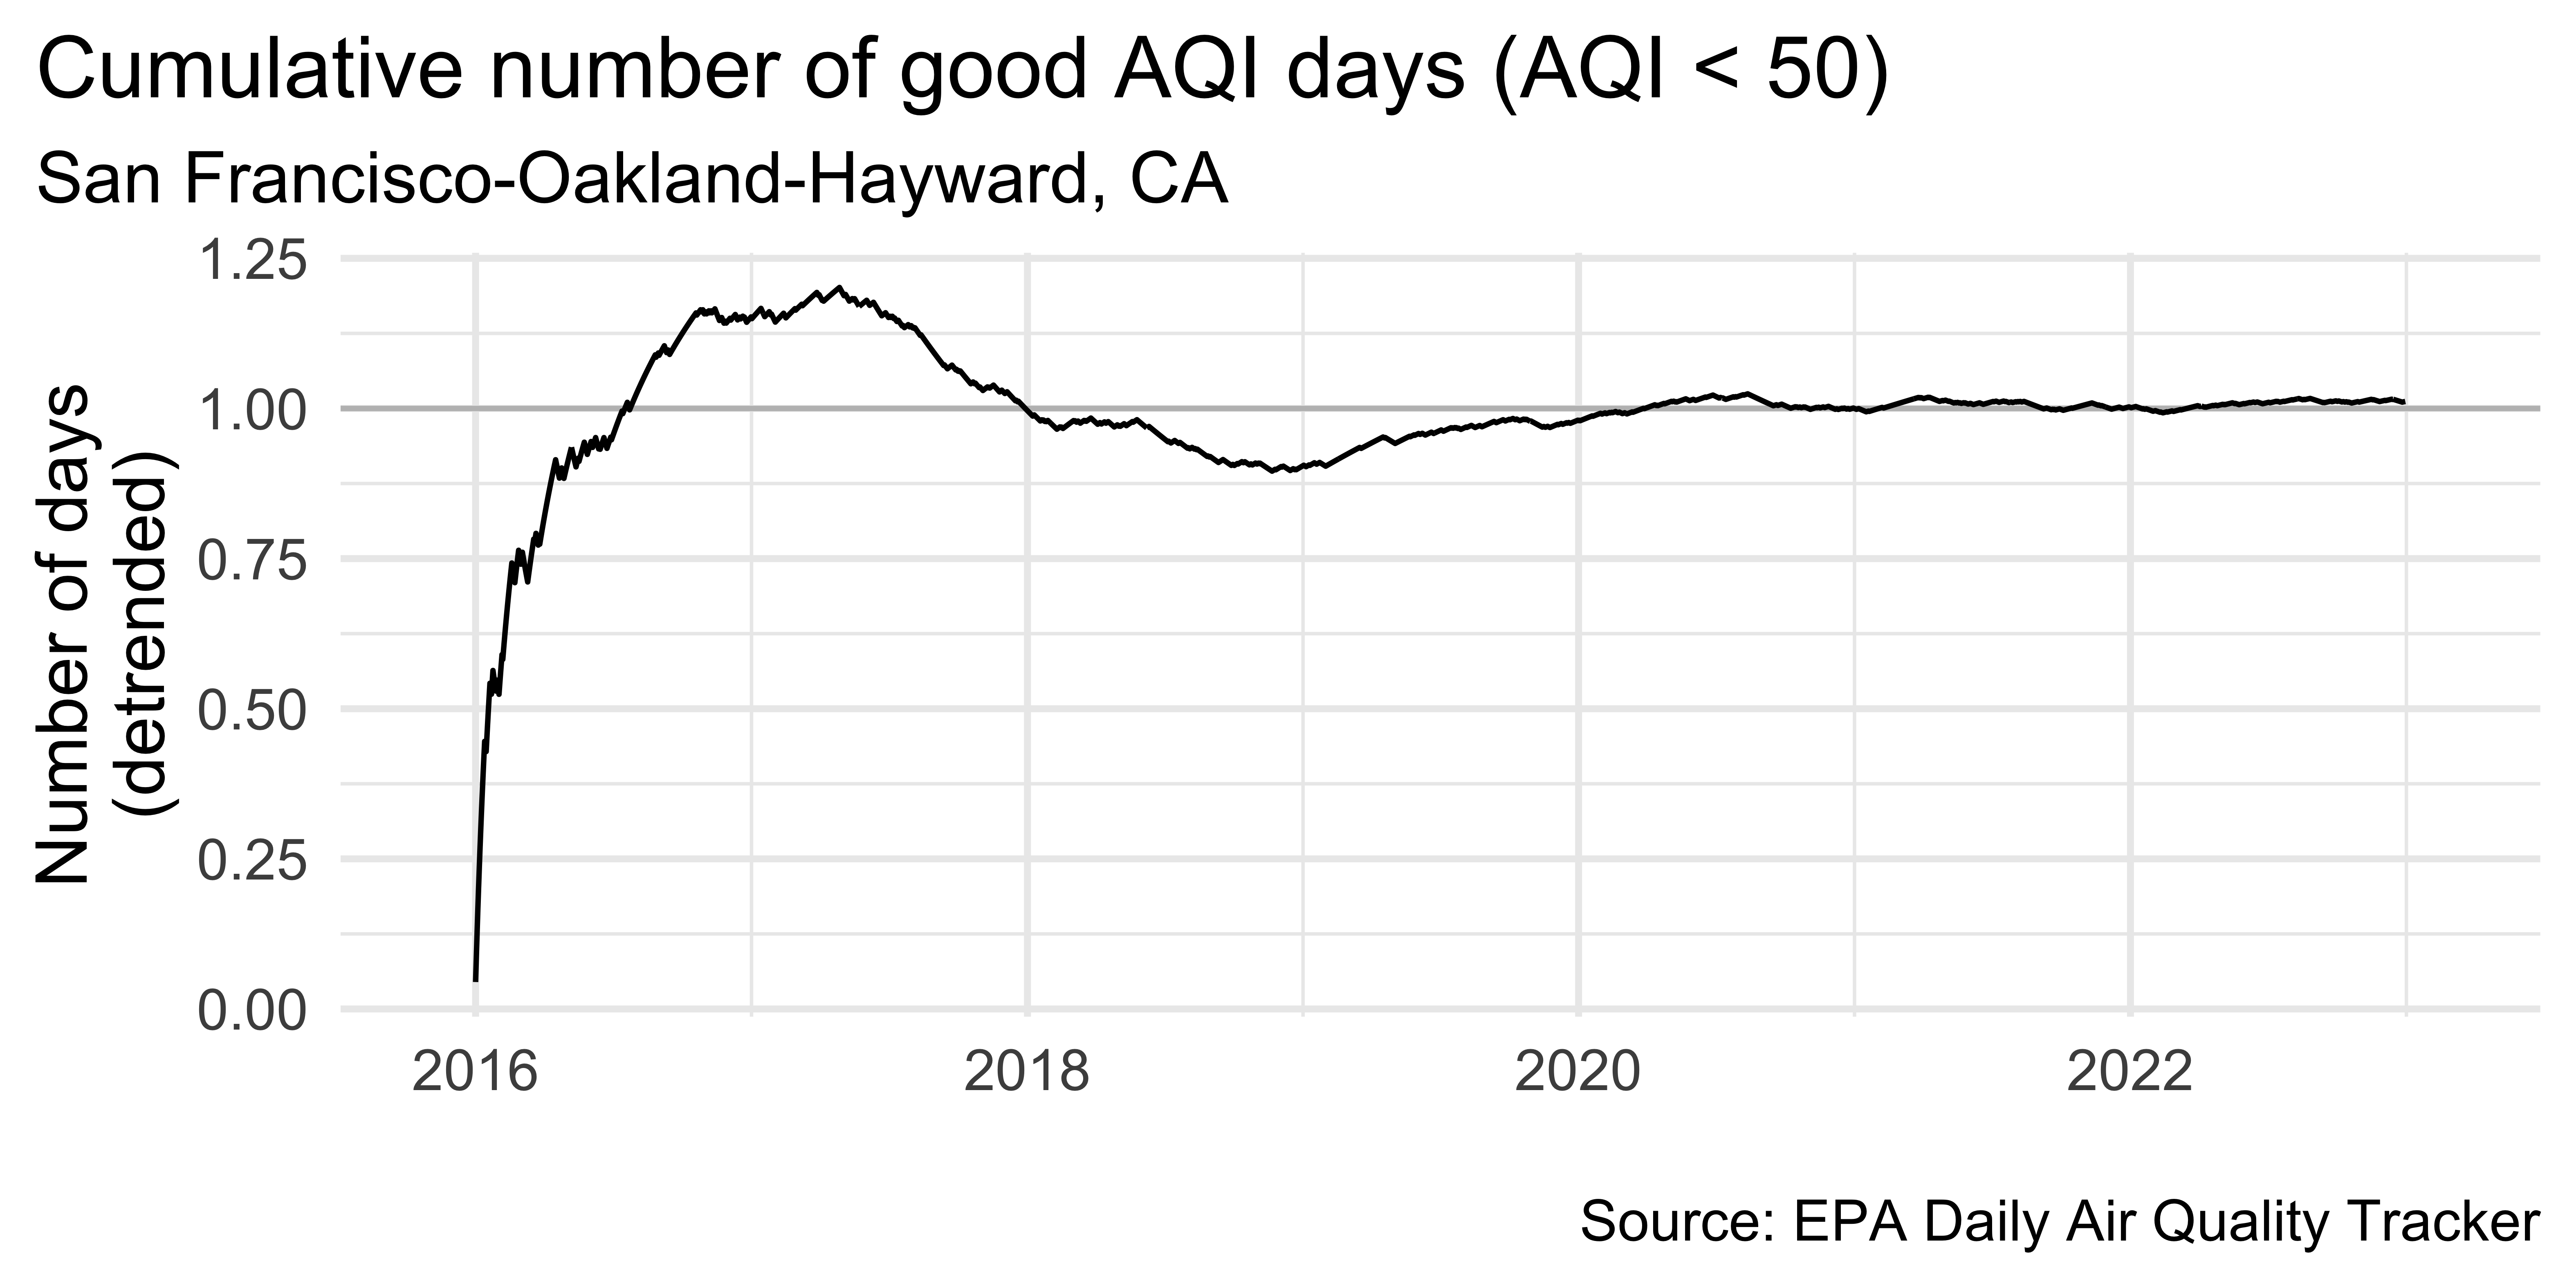 Cumulative number of good AQI days (AQI < 50)
San Francisco-Oakland-Hayward, CA
Number of days
(detrended)
1.25
1.00
0.75
0.50
0.25
0.00
2016
2018
2020
2022
Source: EPA Daily Air Quality Tracker